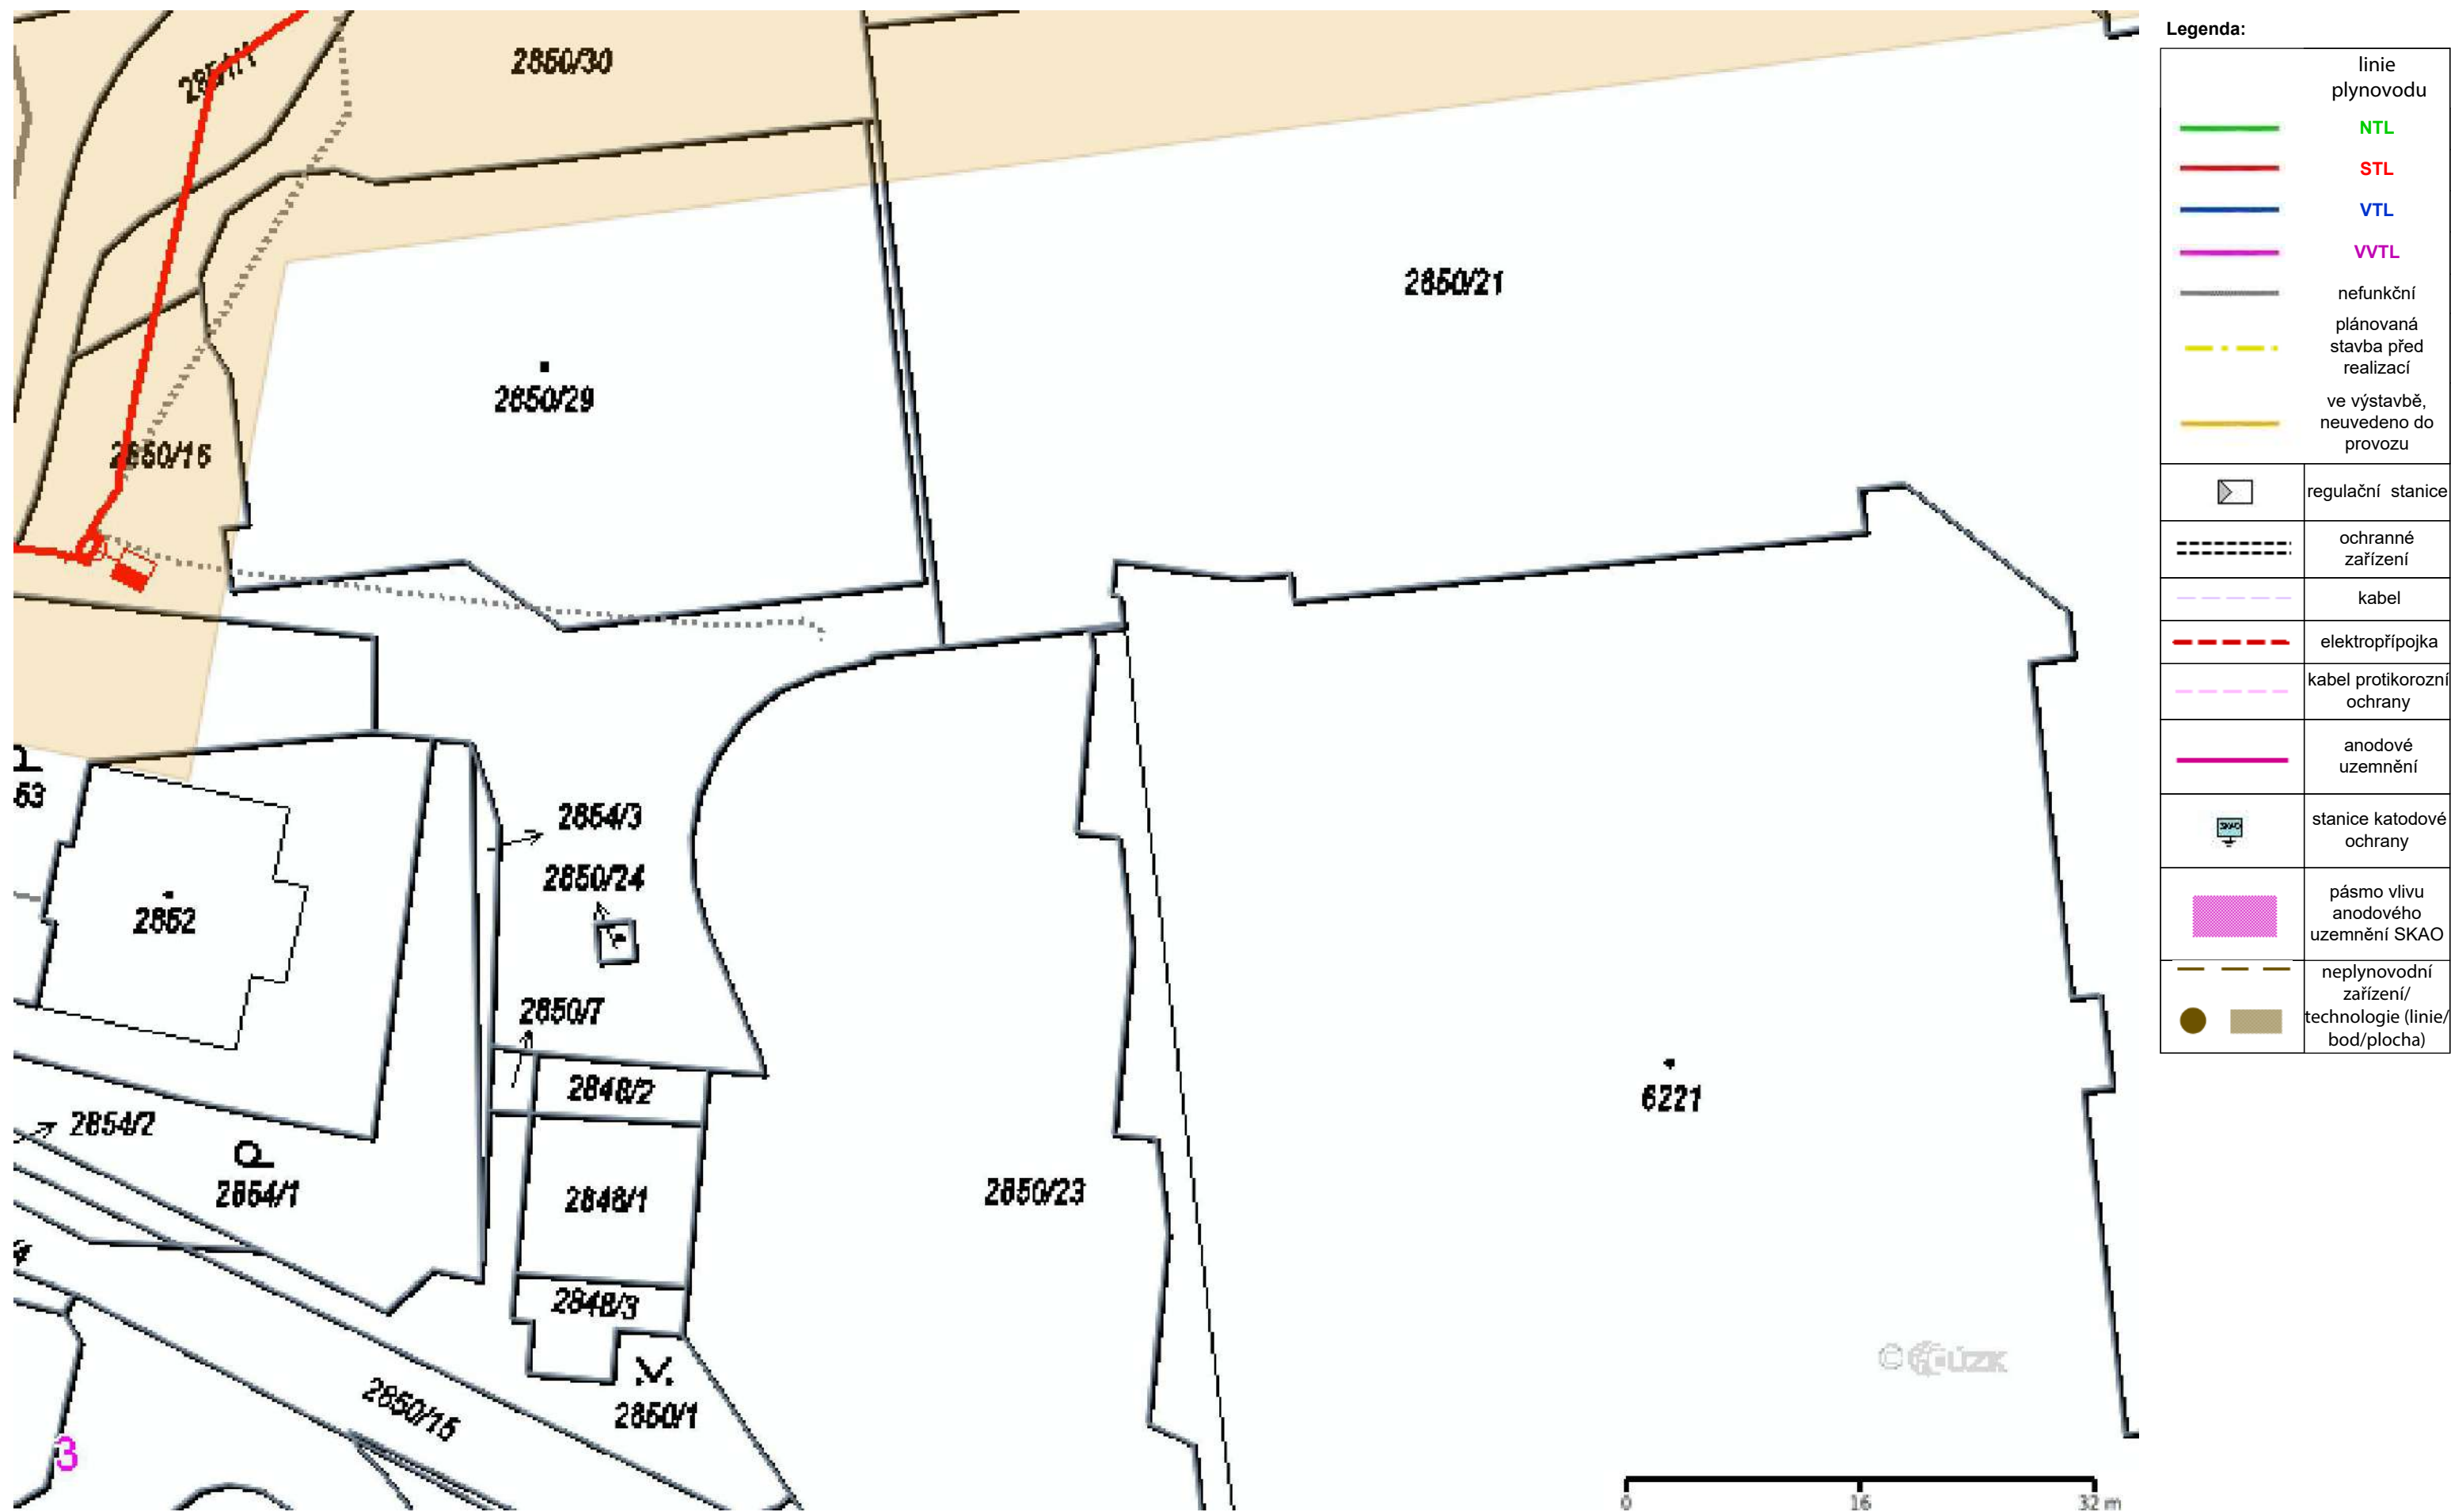 2850/30
2850/21
2850/29
2850/16
63
2854/3
2850/24
2852
2850/7
2848/2
2854/2
2854/1
2848/1
2850/23
6221
2848/3
2850/1
2850/15
3
© ČÚZK
0 16 32 m
Legenda:
linie
plynovodu
NTL
STL
VTL
VVTL
nefunkční
plánovaná
stavba před
realizací
ve výstavbě,
neuvedeno do
provozu
regulační stanice
ochranné
zařízení
kabel
elektropřípojka
kabel protikorozní
ochrany
anodové
uzemnění
SKAO
stanice katodové
ochrany
pásmo vlivu
anodového
uzemnění SKAO
neplynovodní
zařízení/
technologie (linie/
bod/plocha)